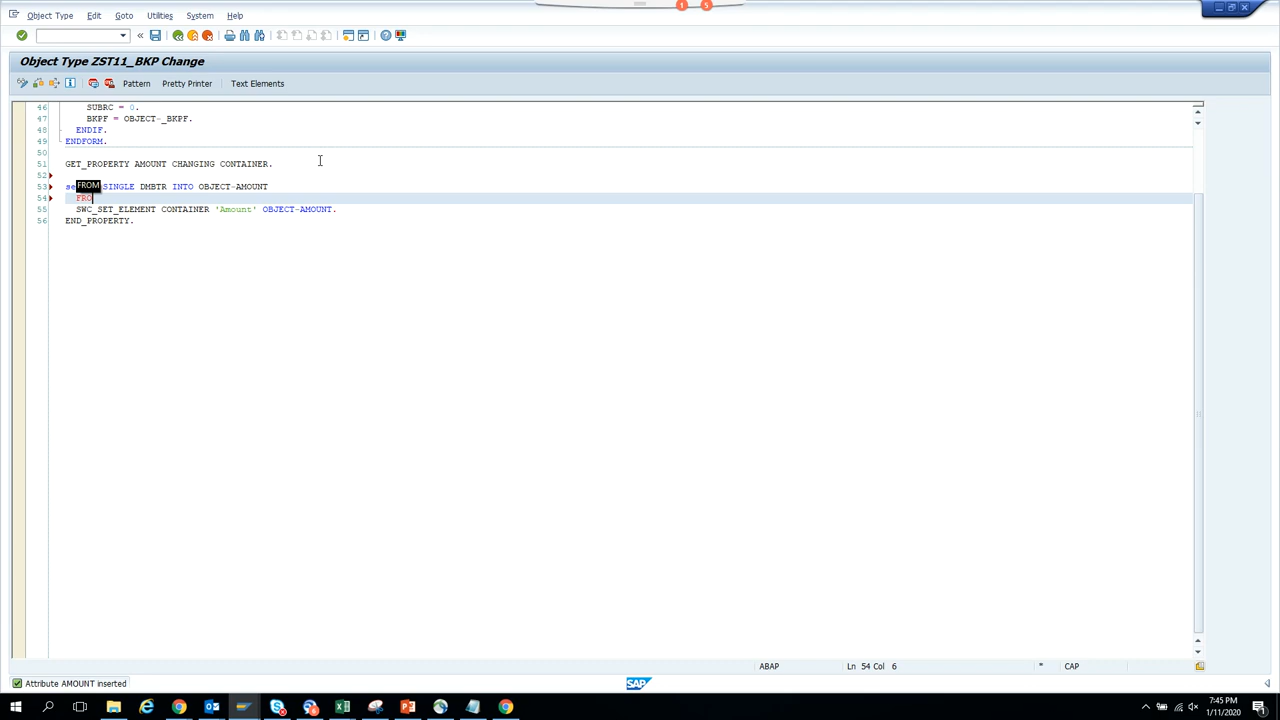 1 5
Object Type Edit Goto Utilities System Help
Object Type ZST11_BKP Change
Pattern Pretty Printer Text Elements
46 SUBRC = 0.
47 BKPF = OBJECT-_BKPF.
48 ENDIF.
49 ENDFORM.
50
51 GET_PROPERTY AMOUNT CHANGING CONTAINER.
52
53 se FROM SINGLE DMBTR INTO OBJECT-AMOUNT
54 FRO
55 SWC_SET_ELEMENT CONTAINER 'Amount' OBJECT-AMOUNT.
56 END_PROPERTY.
ABAP Ln 54 Col 6 * CAP
Attribute AMOUNT inserted
SAP
7:45 PM
1/11/2020